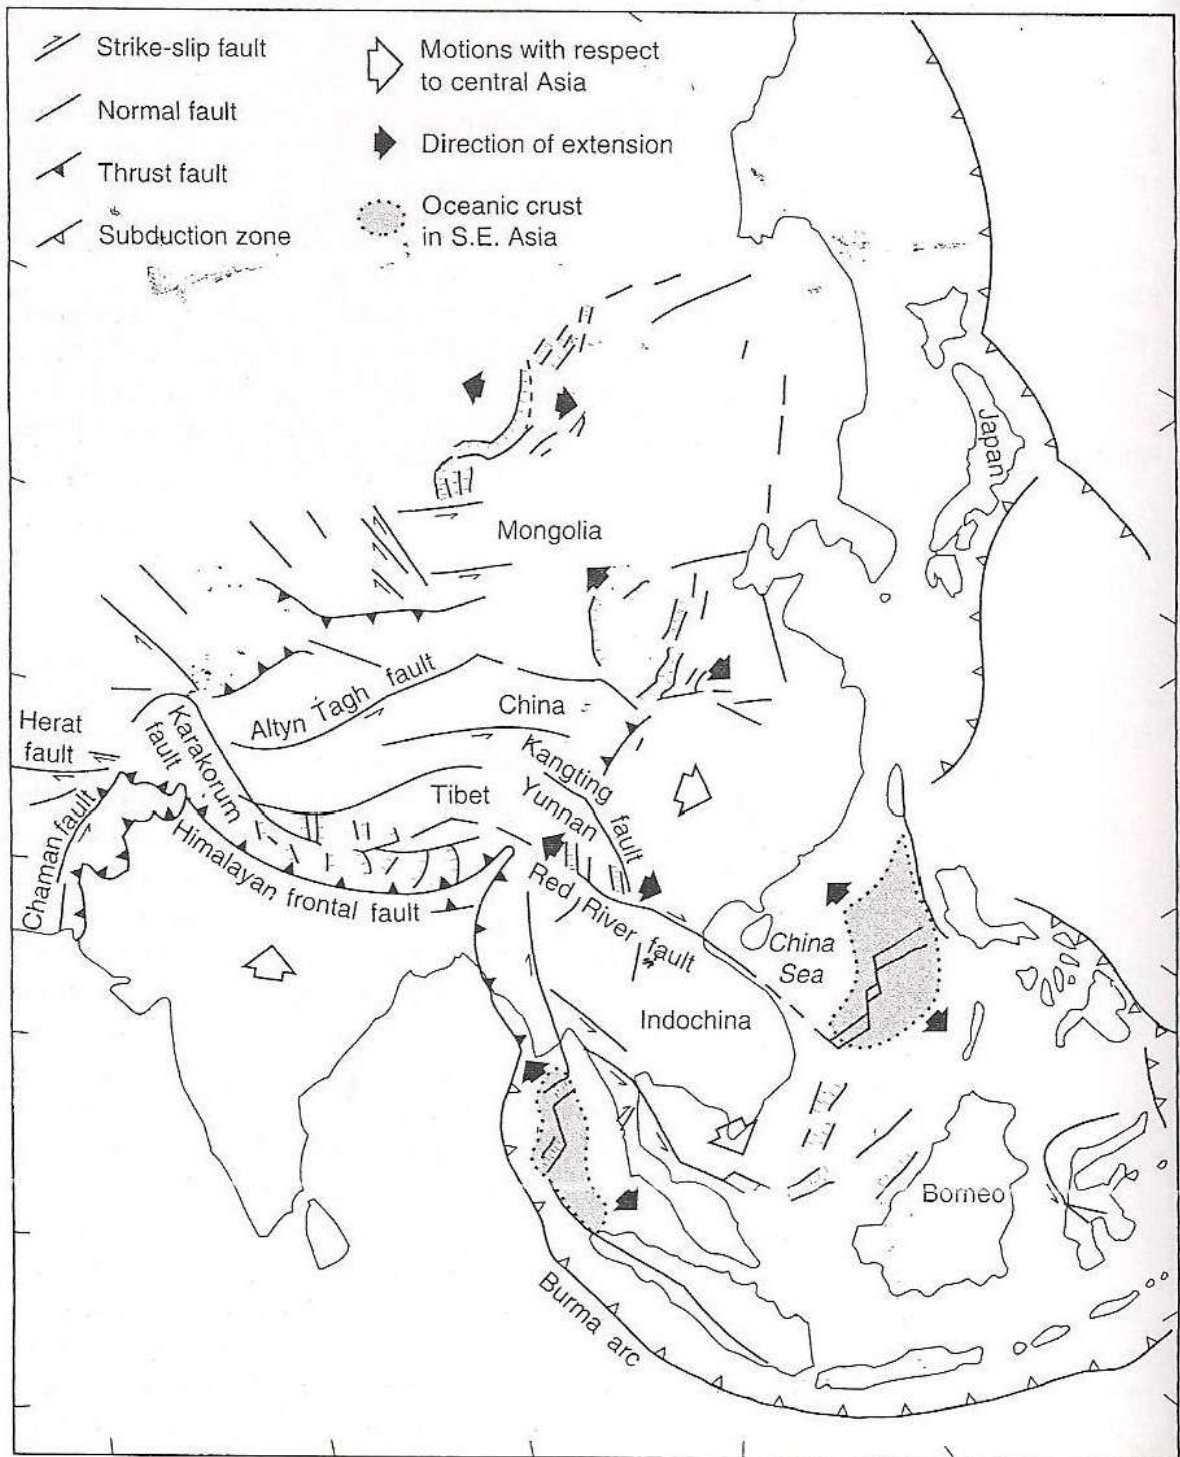 Strike-slip fault
Normal fault
Thrust fault
Subduction zone
Motions with respect
to central Asia
Direction of extension
Oceanic crust
in S.E. Asia
Japan
Mongolia
Altyn Tagh fault
China
Herat
fault
Karakorum
fault
Kangting
fault
Tibet
Yunnan
Chaman fault
Himalayan frontal fault
Red River fault
China
Sea
Indochina
Borneo
Burma arc